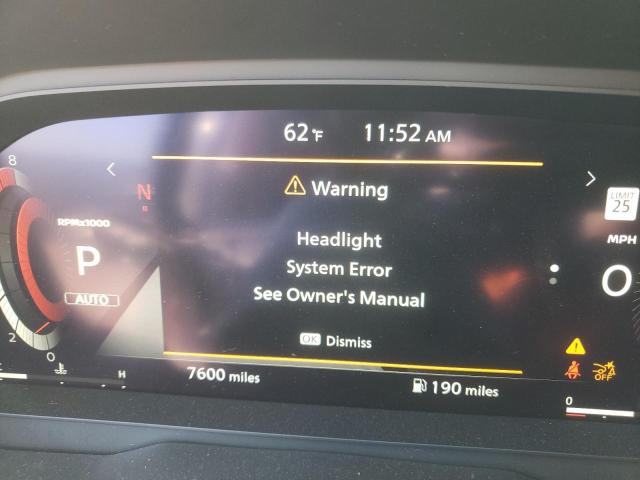 62°F 11:52 AM
8
< >
N
Warning
LIMIT
25
RPMx1000
Headlight
MPH
P
System Error
0
AUTO
See Owner's Manual
2
OK Dismiss
0
H
7600 miles
190 miles
OFF
0